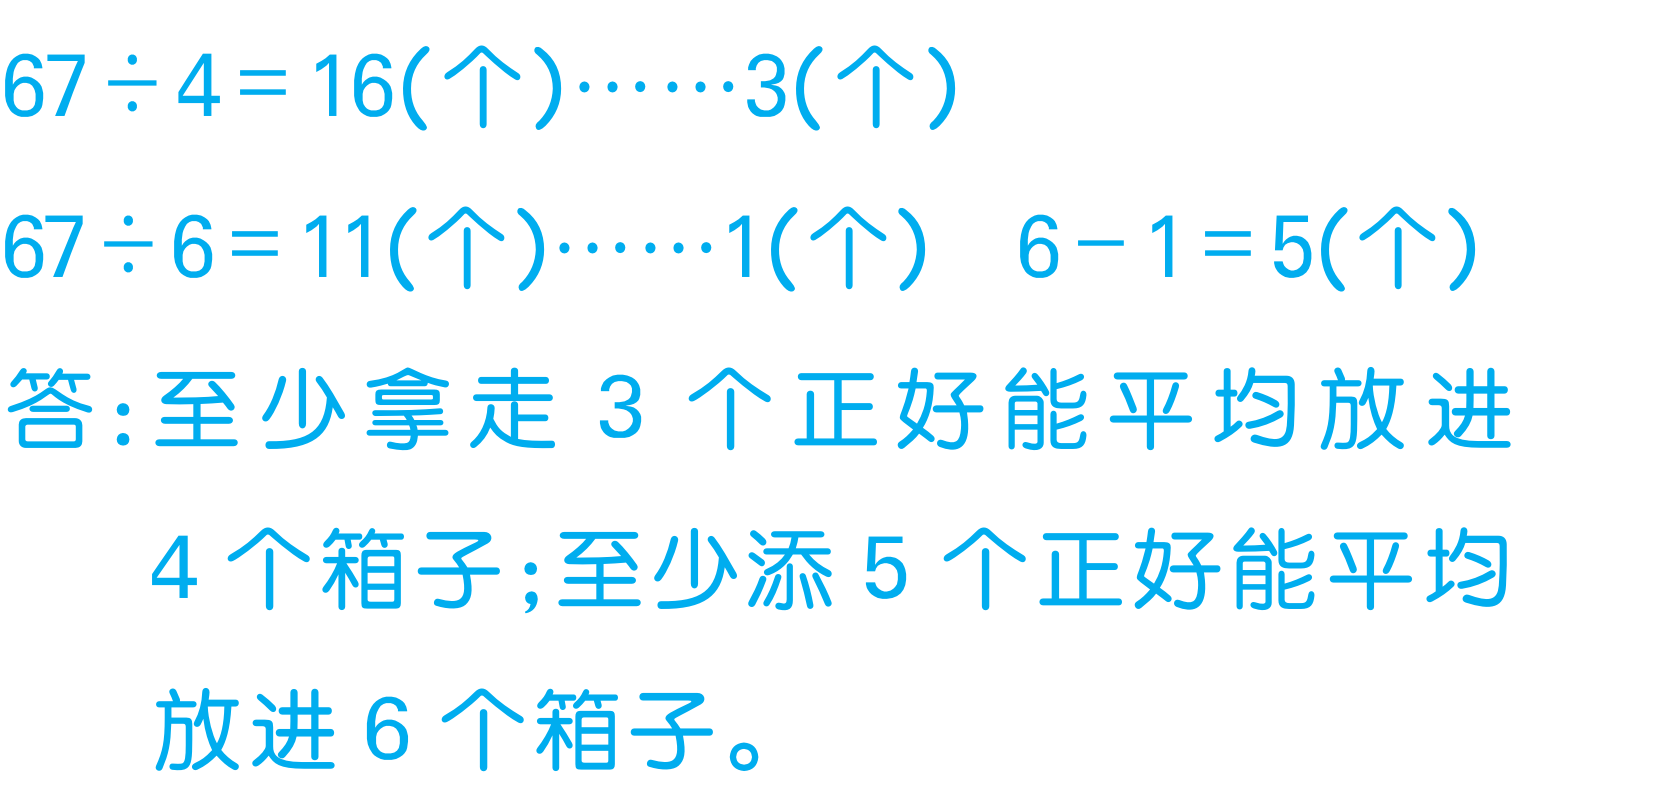 67÷4=16(个)……3(个)
67÷6=11(个)……1(个) 6-1=5(个)
答:至少拿走 3 个正好能平均放进
4 个箱子;至少添 5 个正好能平均
放进 6 个箱子。